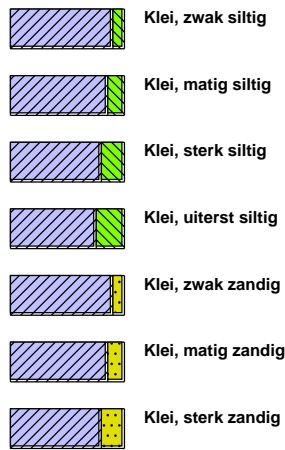 Klei, zwak siltig
Klei, matig siltig
Klei, sterk siltig
Klei, uiterst siltig
Klei, zwak zandig
Klei, matig zandig
Klei, sterk zandig